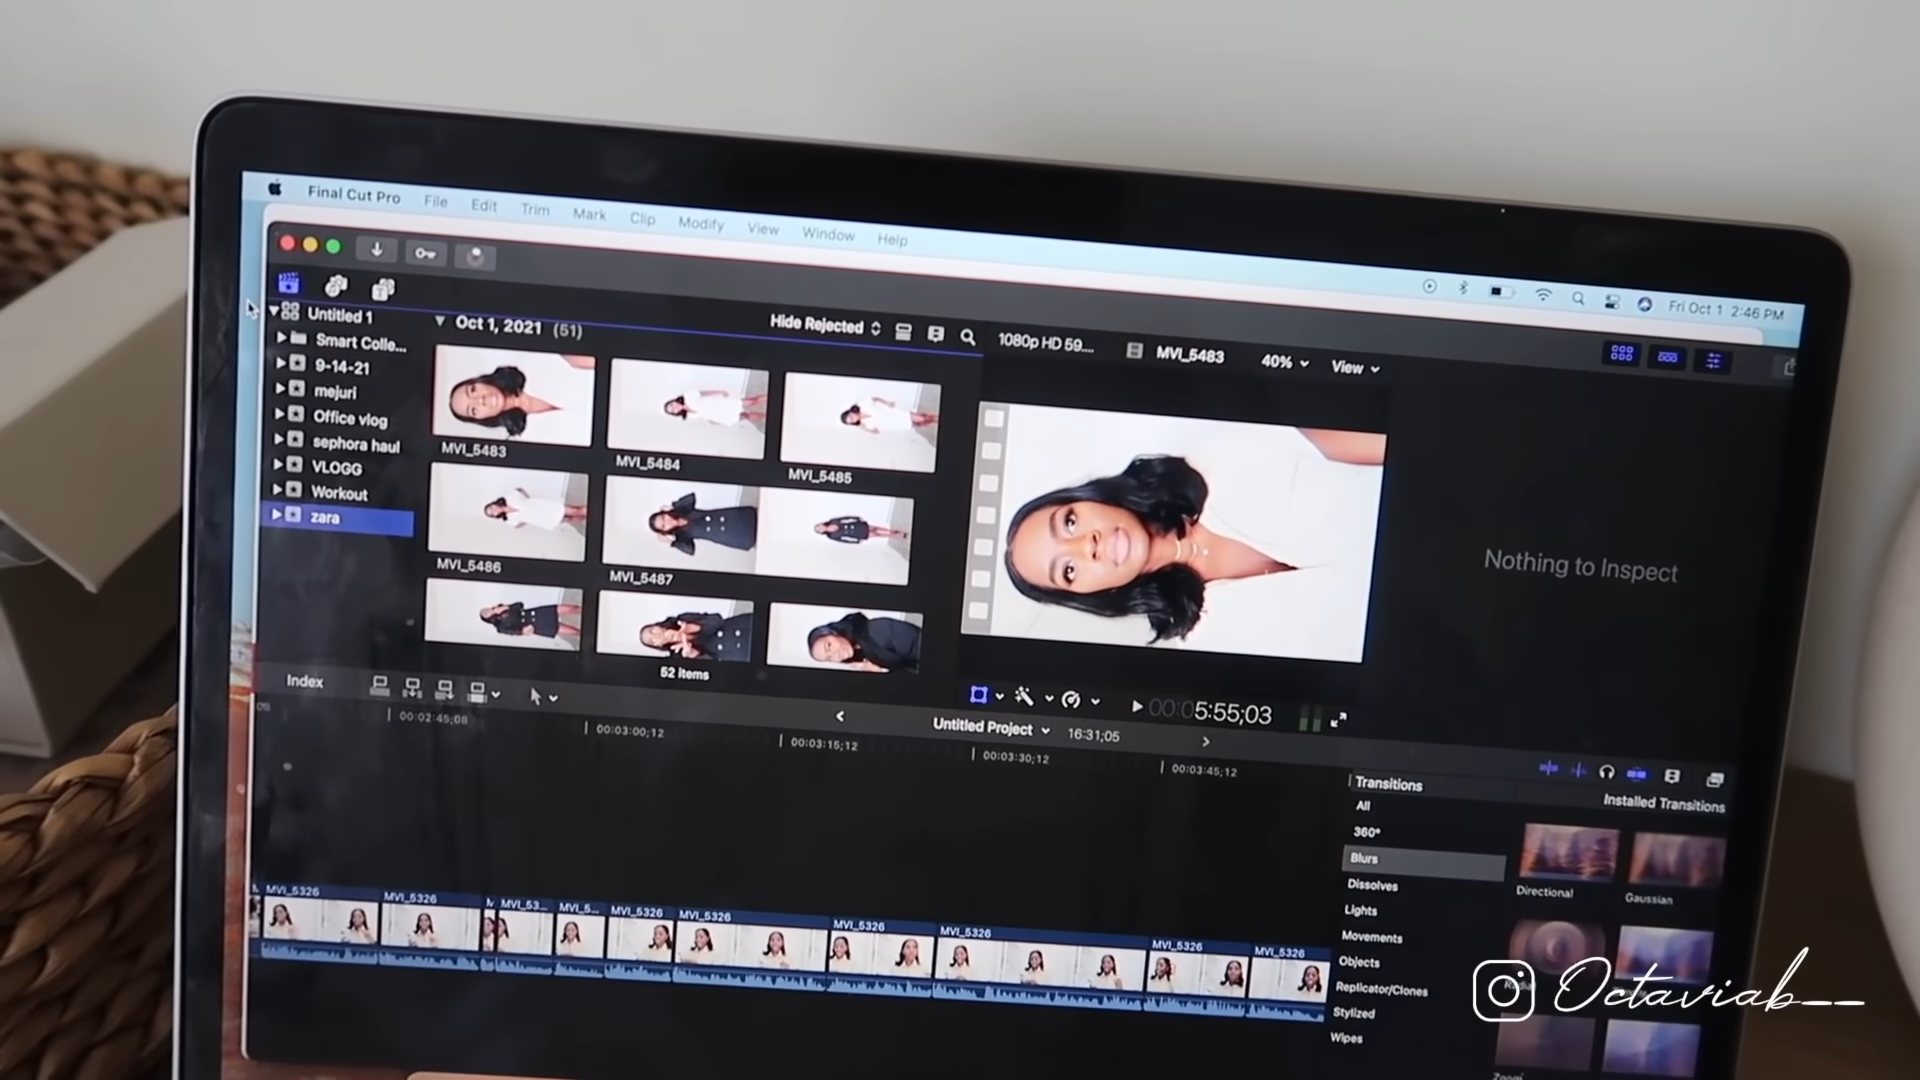 Final Cut Pro File Edit Trim Mark Clip Modify View Window Help
Fri Oct 1 2:46 PM
Untitled 1
Smart Colle...
9-14-21
mejuri
Office vlog
sephora haul
VLOGG
Workout
zara
Oct 1, 2021 (51)
Hide Rejected
MVI_5483
MVI_5484
MVI_5485
MVI_5486
MVI_5487
52 items
1080p HD 59....
MVI_5483
40%
View
Nothing to Inspect
00:05:55;03
Index
Untitled Project
16:31;05
00:02:45;08
00:03:00;12
00:03:15;12
00:03:30;12
00:03:45;12
MVI_5326
MVI_5326
M
MVI_53...
MVI_5...
MVI_5326
MVI_5326
MVI_5326
MVI_5326
MVI_5326
MVI_5326
Transitions
Installed Transitions
All
360°
Blurs
Dissolves
Lights
Movements
Objects
Replicator/Clones
Stylized
Wipes
Directional
Gaussian
Zoom
Octaviab__